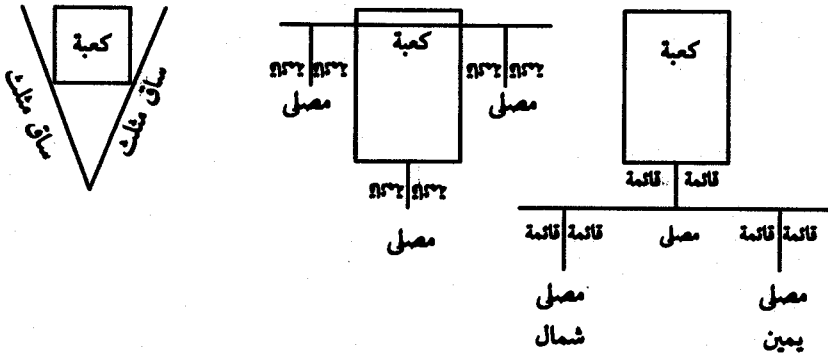 كعبة
قائمة قائمة
قائمة قائمة مصلى قائمة قائمة
مصلى مصلى
يمين شمال
كعبة
مصلى مصلى
مصلى
كعبة
ساق مثلث
ساق مثلث